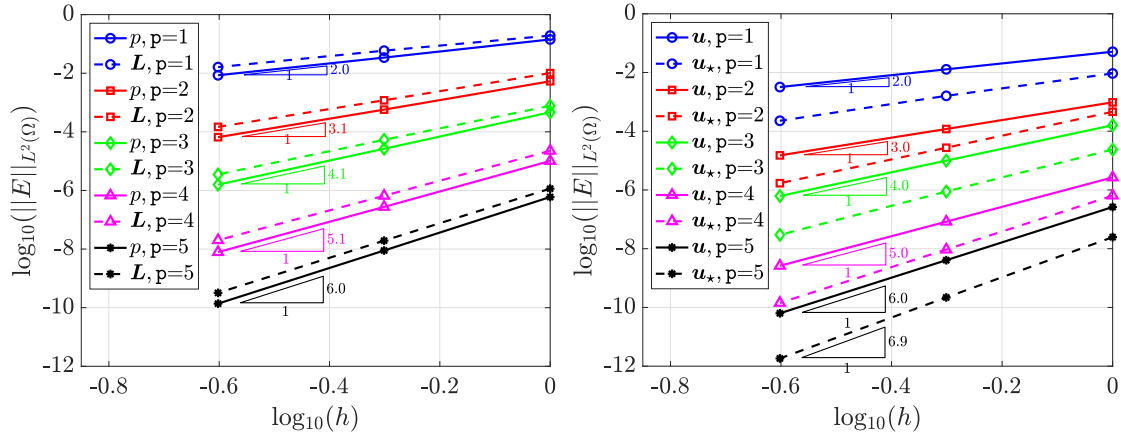 0
-2
-4
-6
-8
-10
-12
-0.8
-0.6
-0.4
-0.2
0
log₁₀(h)
log₁₀(||E||_{L²(Ω)})
p, p=1
L, p=1
p, p=2
L, p=2
p, p=3
L, p=3
p, p=4
L, p=4
p, p=5
L, p=5
1
2.0
1
3.1
1
4.1
1
5.1
1
6.0
0
-2
-4
-6
-8
-10
-12
-0.8
-0.6
-0.4
-0.2
0
log₁₀(h)
log₁₀(||E||_{L²(Ω)})
u, p=1
u⋆, p=1
u, p=2
u⋆, p=2
u, p=3
u⋆, p=3
u, p=4
u⋆, p=4
u, p=5
u⋆, p=5
1
2.0
1
3.0
1
4.0
1
5.0
1
6.0
1
6.9